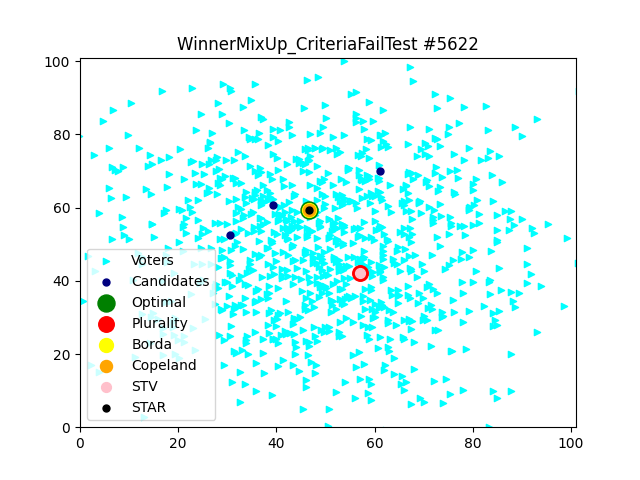 WinnerMixUp_CriteriaFailTest #5622
100
80
60
40
20
0
Voters
Candidates
Optimal
Plurality
Borda
Copeland
STV
STAR
0 20 40 60 80 100